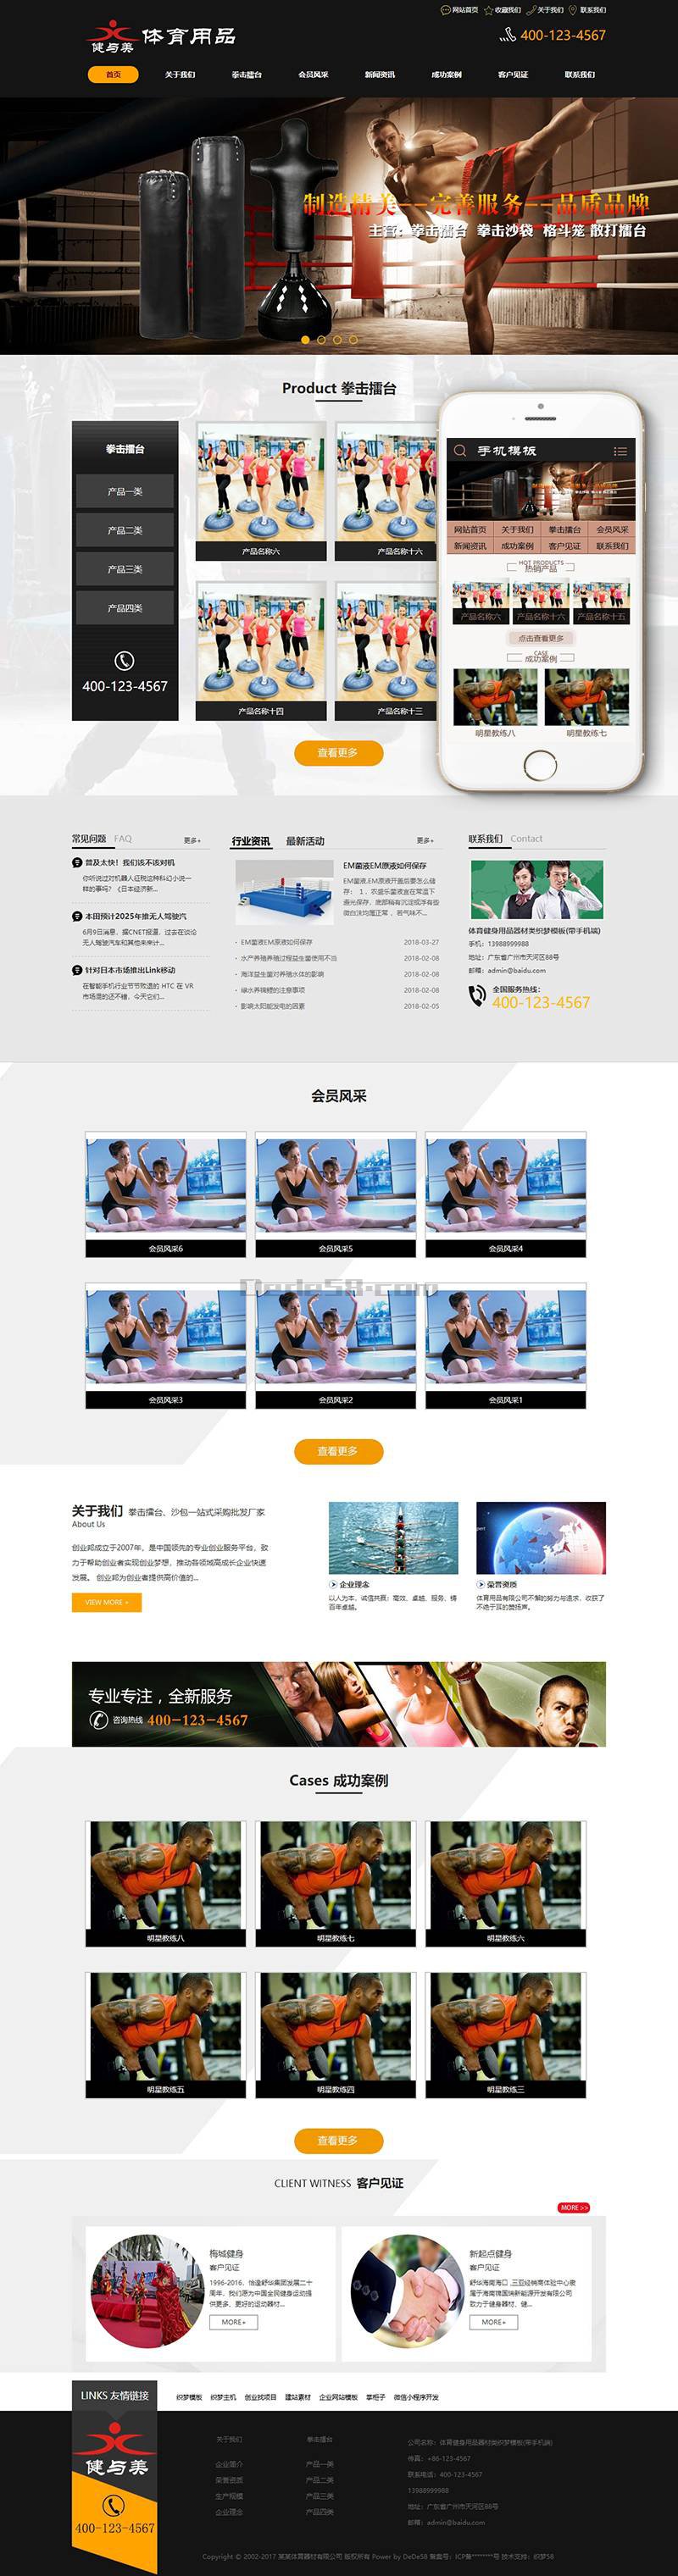 网站首页 收藏我们 关于我们 联系我们
健与美 体育用品
400-123-4567
首页 关于我们 拳击擂台 会员风采 新闻资讯 成功案例 客户见证 联系我们
制造精美——完善服务——品质品牌
主营：拳击擂台 拳击沙袋 格斗笼 散打擂台
Product 拳击擂台
拳击擂台
产品一类
产品二类
产品三类
产品四类
400-123-4567
产品名称六 产品名称十六
产品名称十四 产品名称十三
查看更多
手机模板
网站首页 关于我们 拳击擂台 会员风采
新闻资讯 成功案例 客户见证 联系我们
HOT PRODUCTS
热销产品
产品名称六 产品名称十六 产品名称十五
点击查看更多
CASE
成功案例
明星教练八 明星教练七
常见问题 FAQ 更多+
普及太快！我们该不该对机
你听说过对机器人征税这种科幻小说一
样的事吗？《日本经济新...
本田预计2025年推无人驾驶汽
6月9日消息，据CNET报道，过去在谈论
无人驾驶汽车和其他未来计...
针对日本市场推出Link移动
在智能手机行业节节败退的 HTC 在 VR
市场混的还不错，今天它们...
行业资讯 最新活动 更多+
EM菌液EM原液如何保存
EM菌液,EM原液开盖后要怎么储
存： 1 ，农盛乐菌液宜在常温下
避光保存，底部稍有沉淀或浮有些
微白沫均属正常 ，若气味不...
· EM菌液EM原液如何保存 2018-03-27
· 水产养殖养殖过程益生菌使用不当 2018-02-08
· 海洋益生菌对养殖水体的影响 2018-02-08
· 绿水养锦鲤的注意事项 2018-02-08
· 影响太阳能发电的因素 2018-02-05
联系我们 Contact
体育健身用品器材类织梦模板(带手机端)
手机：13988999988
地址：广东省广州市天河区88号
邮箱：admin@baidu.com
全国服务热线：
400-123-4567
会员风采
会员风采6 会员风采5 会员风采4
Dede58.com
会员风采3 会员风采2 会员风采1
查看更多
关于我们 拳击擂台、沙包一站式采购批发厂家
About Us
创业邦成立于2007年，是中国领先的专业创业服务平台，致
力于帮助创业者实现创业梦想，推动各领域高成长企业快速
发展。 创业邦为创业者提供高价值的...
VIEW MORE +
企业理念
以人为本、诚信共赢；高效、卓越、服务，铸
百年卓越。
荣誉资质
体育用品有限公司不懈的努力与追求，收获了
不绝于耳的赞扬声。
专业专注，全新服务
咨询热线 400-123-4567
Cases 成功案例
明星教练八 明星教练七 明星教练六
明星教练五 明星教练四 明星教练三
查看更多
CLIENT WITNESS 客户见证
MORE >>
梅城健身
客户见证
1996-2016，恰逢舒华集团发展二十
周年，我们愿为中国全民健身运动提
供更多、更好的运动器材...
MORE+
新起点健身
客户见证
舒华海南海口 ,三亚经销商体验中心隶
属于海南锦国瑞新能源开发有限公司
致力于健身器材、健...
MORE+
LINKS 友情链接
织梦模板 织梦主机 创业找项目 建站素材 企业网站模板 掌柜子 微信小程序开发
健与美
400-123-4567
关于我们
企业简介
荣誉资质
生产规模
企业理念
拳击擂台
产品一类
产品二类
产品三类
产品四类
公司名称：体育健身用品器材类织梦模板(带手机端)
传真：+86-123-4567
联系电话：400-123-4567
13988999988
地址：广东省广州市天河区88号
邮箱：admin@baidu.com
Copyright © 2002-2017 某某体育器材有限公司 版权所有 Power by DeDe58 备案号：ICP备********号 技术支持：织梦58